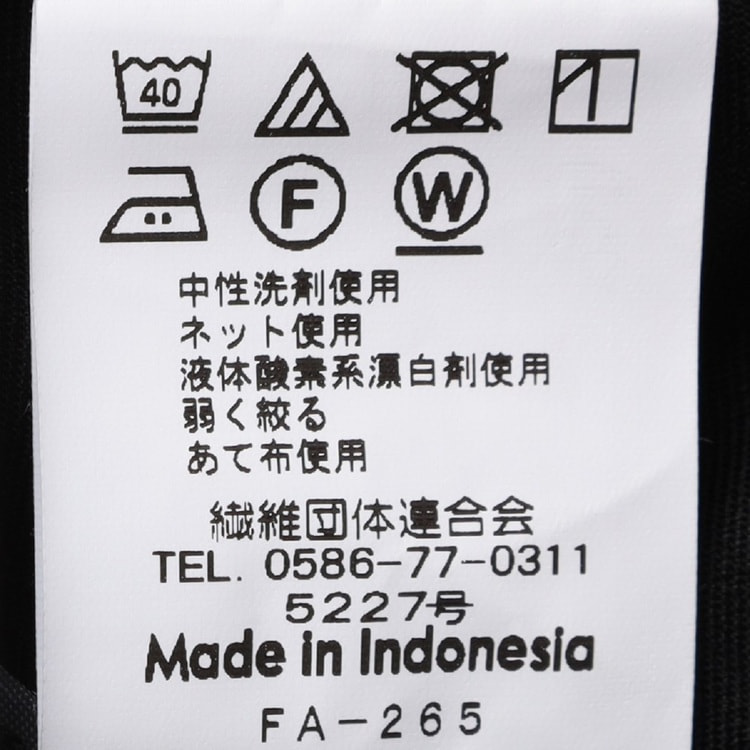 40
F W
中性洗剤使用
ネット使用
液体酸素系漂白剤使用
弱く絞る
あて布使用
繊維団体連合会
TEL. 0586-77-0311
5227号
Made in Indonesia
FA-265